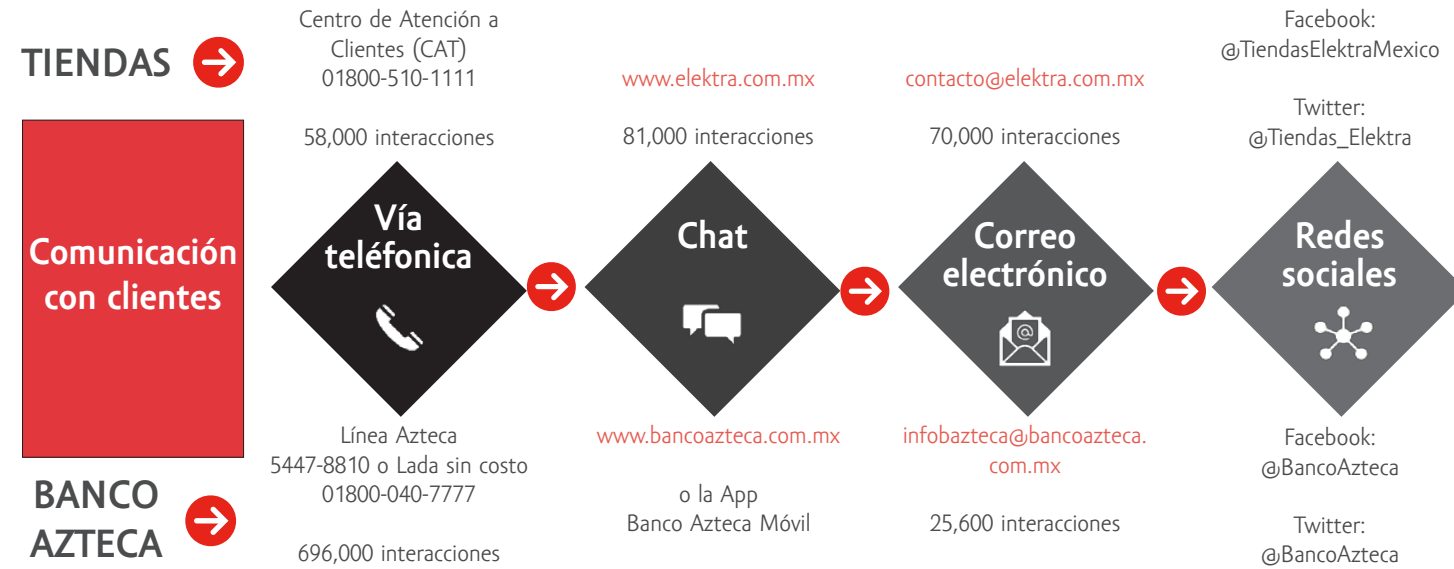 TIENDAS
Centro de Atención a
Clientes (CAT)
01800-510-1111
58,000 interacciones
www.elektra.com.mx
81,000 interacciones
contacto@elektra.com.mx
70,000 interacciones
Facebook:
@TiendasElektraMexico
Twitter:
@Tiendas_Elektra
Comunicación
con clientes
Vía
teléfonica
Chat
Correo
electrónico
@
Redes
sociales
BANCO
AZTECA
Línea Azteca
5447-8810 o Lada sin costo
01800-040-7777
696,000 interacciones
www.bancoazteca.com.mx
o la App
Banco Azteca Móvil
infobazteca@bancoazteca.
com.mx
25,600 interacciones
Facebook:
@BancoAzteca
Twitter:
@BancoAzteca